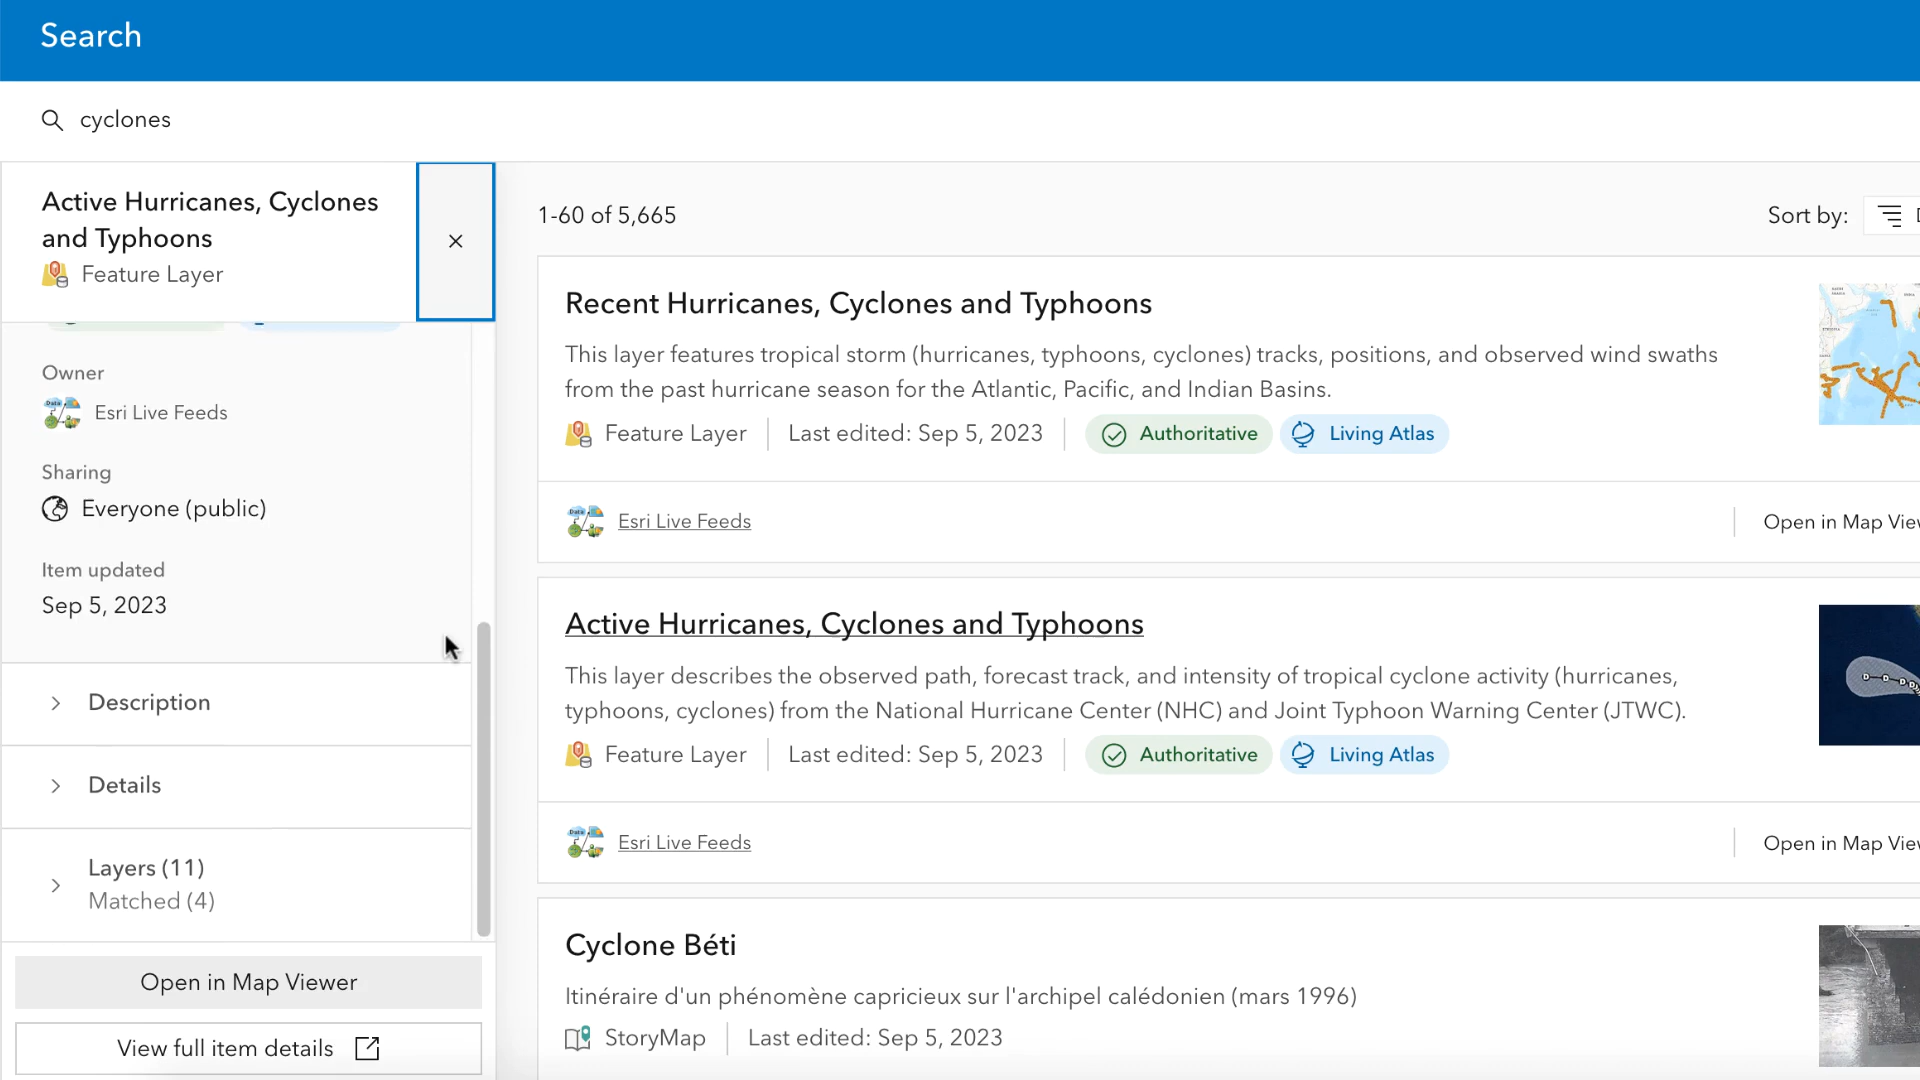 Search
cyclones
Active Hurricanes, Cyclones
and Typhoons
Feature Layer
Owner
Esri Live Feeds
Sharing
Everyone (public)
Item updated
Sep 5, 2023
Description
Details
Layers (11)
Matched (4)
Open in Map Viewer
View full item details
1-60 of 5,665
Sort by:
Recent Hurricanes, Cyclones and Typhoons
This layer features tropical storm (hurricanes, typhoons, cyclones) tracks, positions, and observed wind swaths
from the past hurricane season for the Atlantic, Pacific, and Indian Basins.
Feature Layer Last edited: Sep 5, 2023 Authoritative Living Atlas
Esri Live Feeds
Open in Map
Active Hurricanes, Cyclones and Typhoons
This layer describes the observed path, forecast track, and intensity of tropical cyclone activity (hurricanes,
typhoons, cyclones) from the National Hurricane Center (NHC) and Joint Typhoon Warning Center (JTWC).
Feature Layer Last edited: Sep 5, 2023 Authoritative Living Atlas
Esri Live Feeds
Open in Map
Cyclone Béti
Itinéraire d'un phénomène capricieux sur l'archipel calédonien (mars 1996)
StoryMap Last edited: Sep 5, 2023